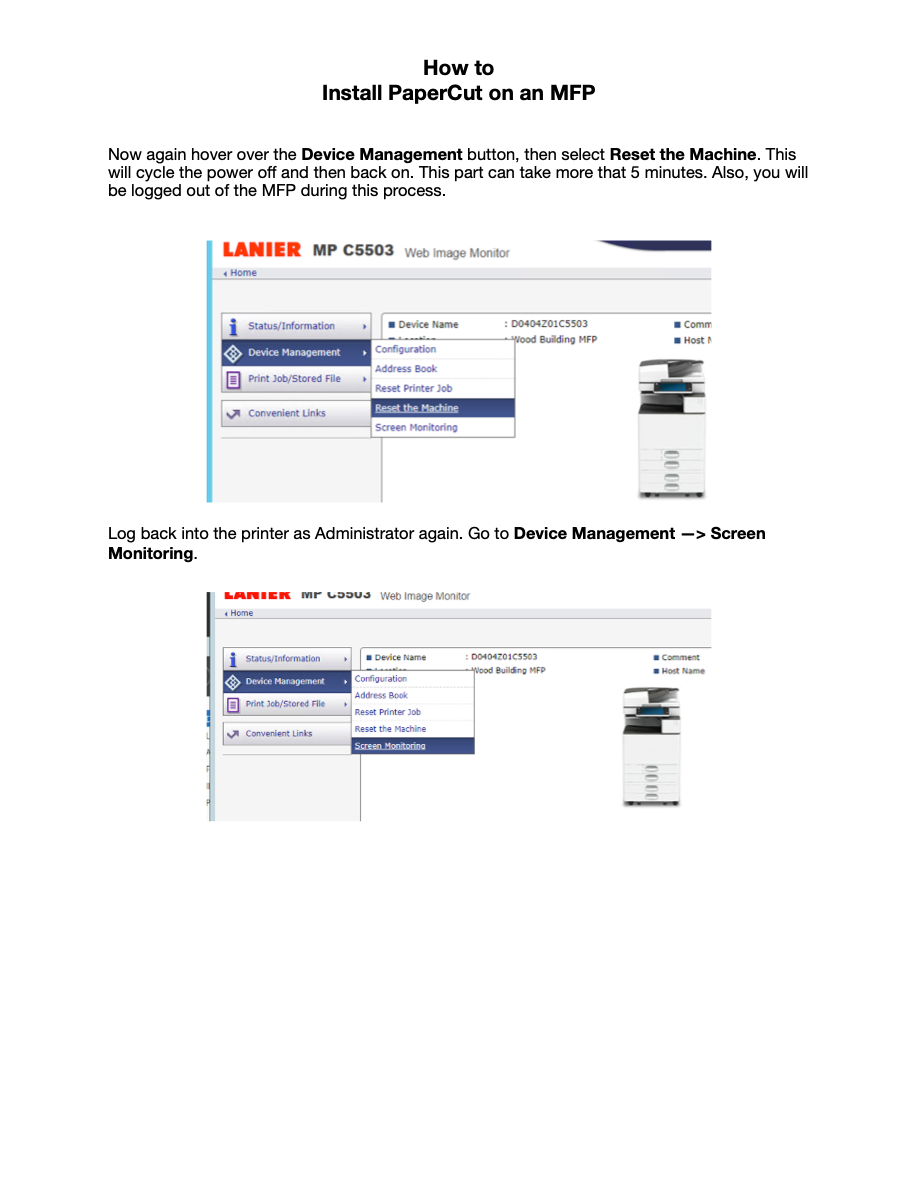 How to
Install PaperCut on an MFP
Now again hover over the Device Management button, then select Reset the Machine. This
will cycle the power off and then back on. This part can take more that 5 minutes. Also, you will
be logged out of the MFP during this process.
LANIER MP C5503 Web Image Monitor
Home
Status/Information
Device Management
Print Job/Stored File
Convenient Links
Device Name : D0404Z01C5503
Location : Wood Building MFP
Configuration
Address Book
Reset Printer Job
Reset the Machine
Screen Monitoring
Comm
Host N
Log back into the printer as Administrator again. Go to Device Management —> Screen
Monitoring.
LANIER MP C5503 Web Image Monitor
Home
Status/Information
Device Management
Print Job/Stored File
Convenient Links
Device Name : D0404Z01C5503
Location : Wood Building MFP
Configuration
Address Book
Reset Printer Job
Reset the Machine
Screen Monitoring
Comment
Host Name